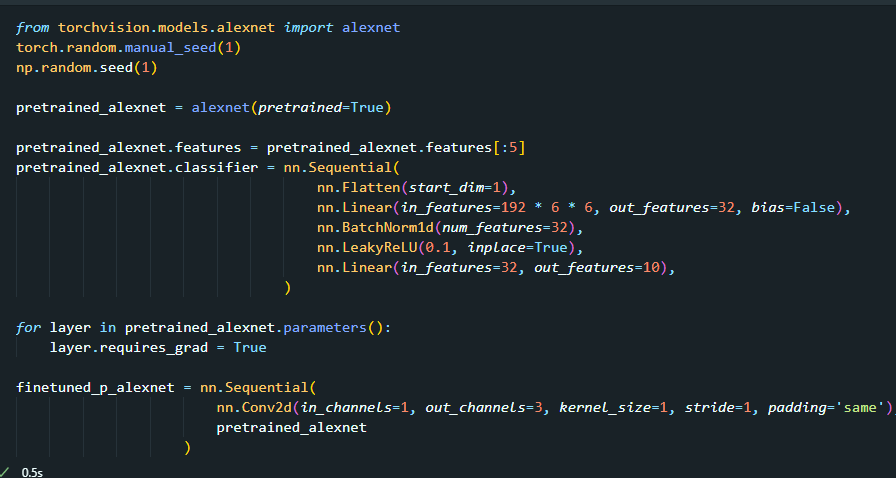 from torchvision.models.alexnet import alexnet
torch.random.manual_seed(1)
np.random.seed(1)
pretrained_alexnet = alexnet(pretrained=True)
pretrained_alexnet.features = pretrained_alexnet.features[:5]
pretrained_alexnet.classifier = nn.Sequential(
nn.Flatten(start_dim=1),
nn.Linear(in_features=192 * 6 * 6, out_features=32, bias=False),
nn.BatchNorm1d(num_features=32),
nn.LeakyReLU(0.1, inplace=True),
nn.Linear(in_features=32, out_features=10),
)
for layer in pretrained_alexnet.parameters():
layer.requires_grad = True
finetuned_p_alexnet = nn.Sequential(
nn.Conv2d(in_channels=1, out_channels=3, kernel_size=1, stride=1, padding='same'),
pretrained_alexnet
)
✓ 0.5s